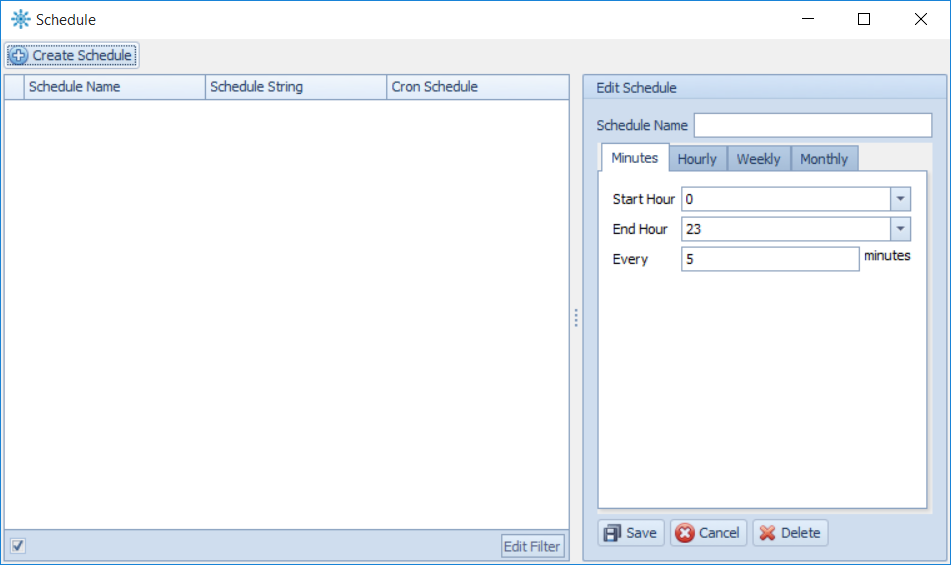 Schedule
Create Schedule
Schedule Name Schedule String Cron Schedule
Edit Schedule
Schedule Name
Minutes Hourly Weekly Monthly
Start Hour 0
End Hour 23
Every 5 minutes
Save Cancel Delete
Edit Filter